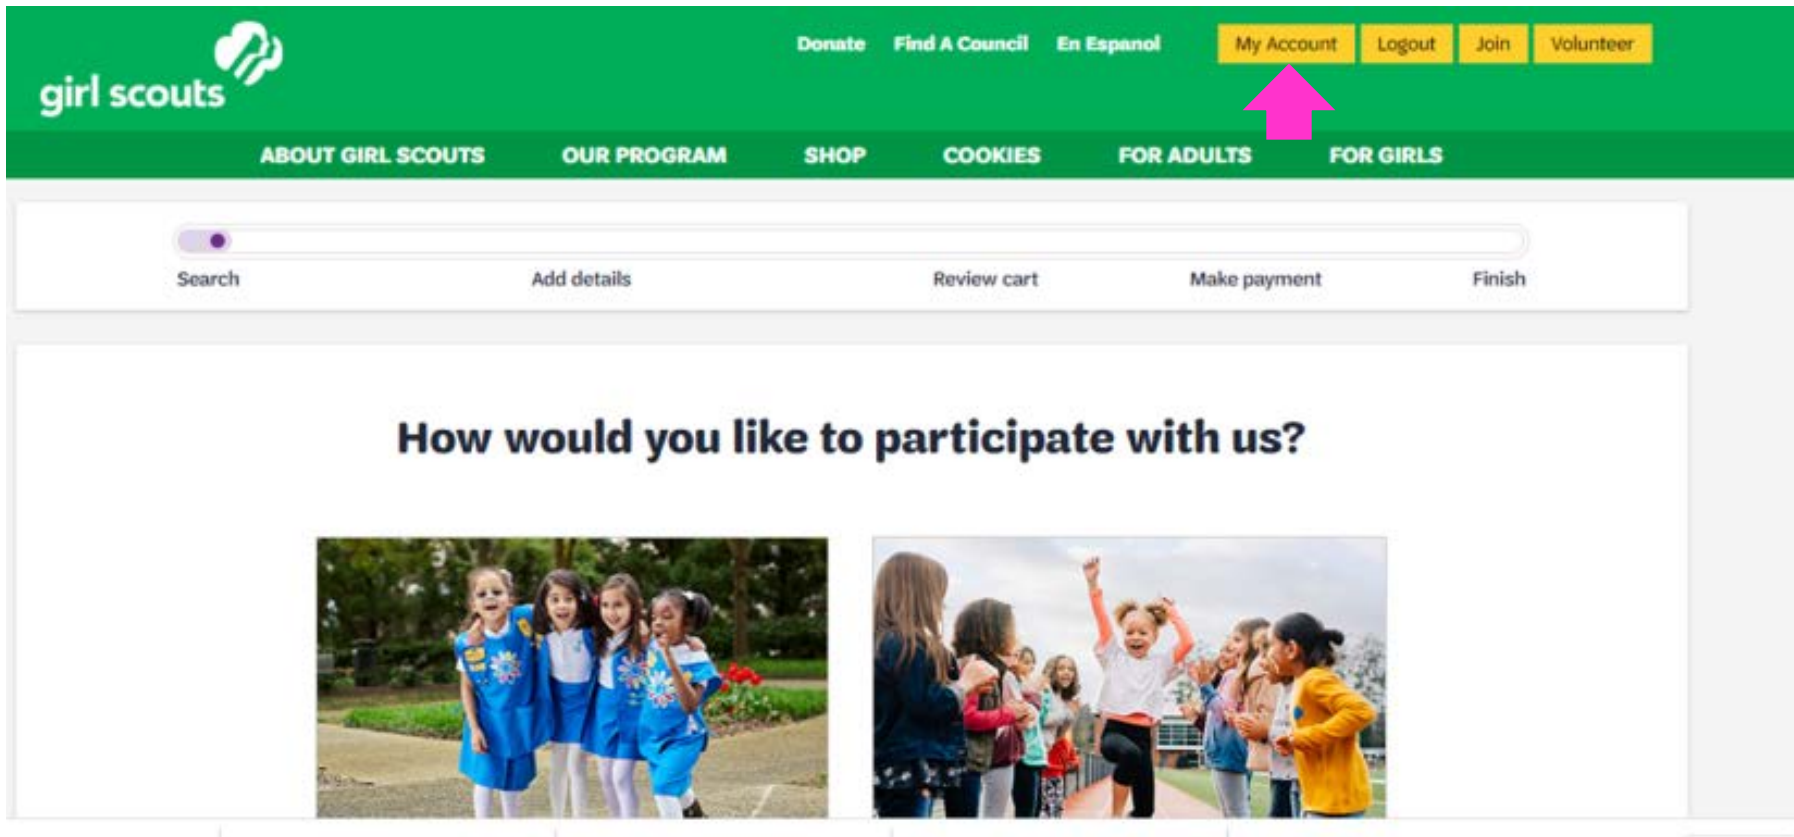 girl scouts
Donate Find A Council En Espanol My Account Logout Join Volunteer
ABOUT GIRL SCOUTS OUR PROGRAM SHOP COOKIES FOR ADULTS FOR GIRLS
Search Add details Review cart Make payment Finish
How would you like to participate with us?